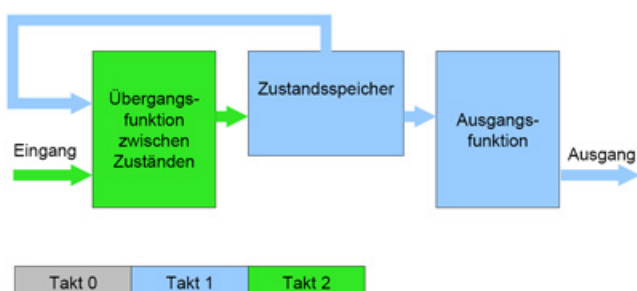 Übergangs-
funktion
zwischen
Zuständen
Zustandsspeicher
Ausgangs-
funktion
Eingang
Ausgang
Takt 0
Takt 1
Takt 2